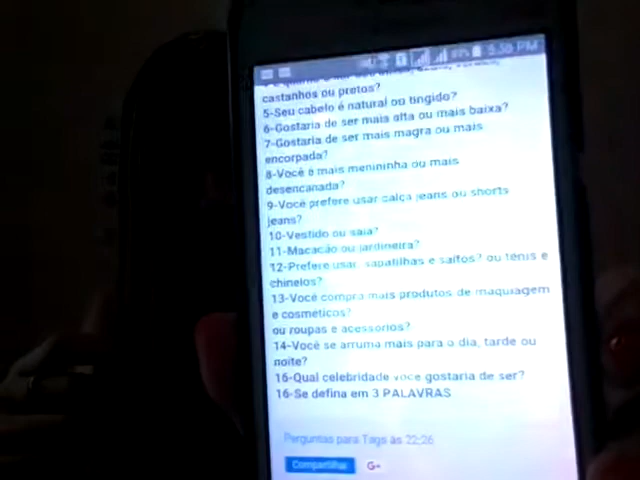 5:50 PM
castanhos ou pretos?
5-Seu cabelo é natural ou tingido?
6-Gostaria de ser mais alta ou mais baixa?
7-Gostaria de ser mais magra ou mais
encorpada?
8-Você é mais menininha ou mais
desencanada?
9-Você prefere usar calça jeans ou shorts
jeans?
10-Vestido ou saia?
11-Macacão ou jardineira?
12-Prefere usar, sapatilhas e saltos? ou tênis e
chinelos?
13-Você compra mais produtos de maquiagem
e cosméticos?
ou roupas e acessorios?
14-Você se arruma mais para o dia, tarde ou
noite?
15-Qual celebridade você gostaria de ser?
16-Se defina em 3 PALAVRAS
Perguntas para Tags às 22:26
Compartilhar G+